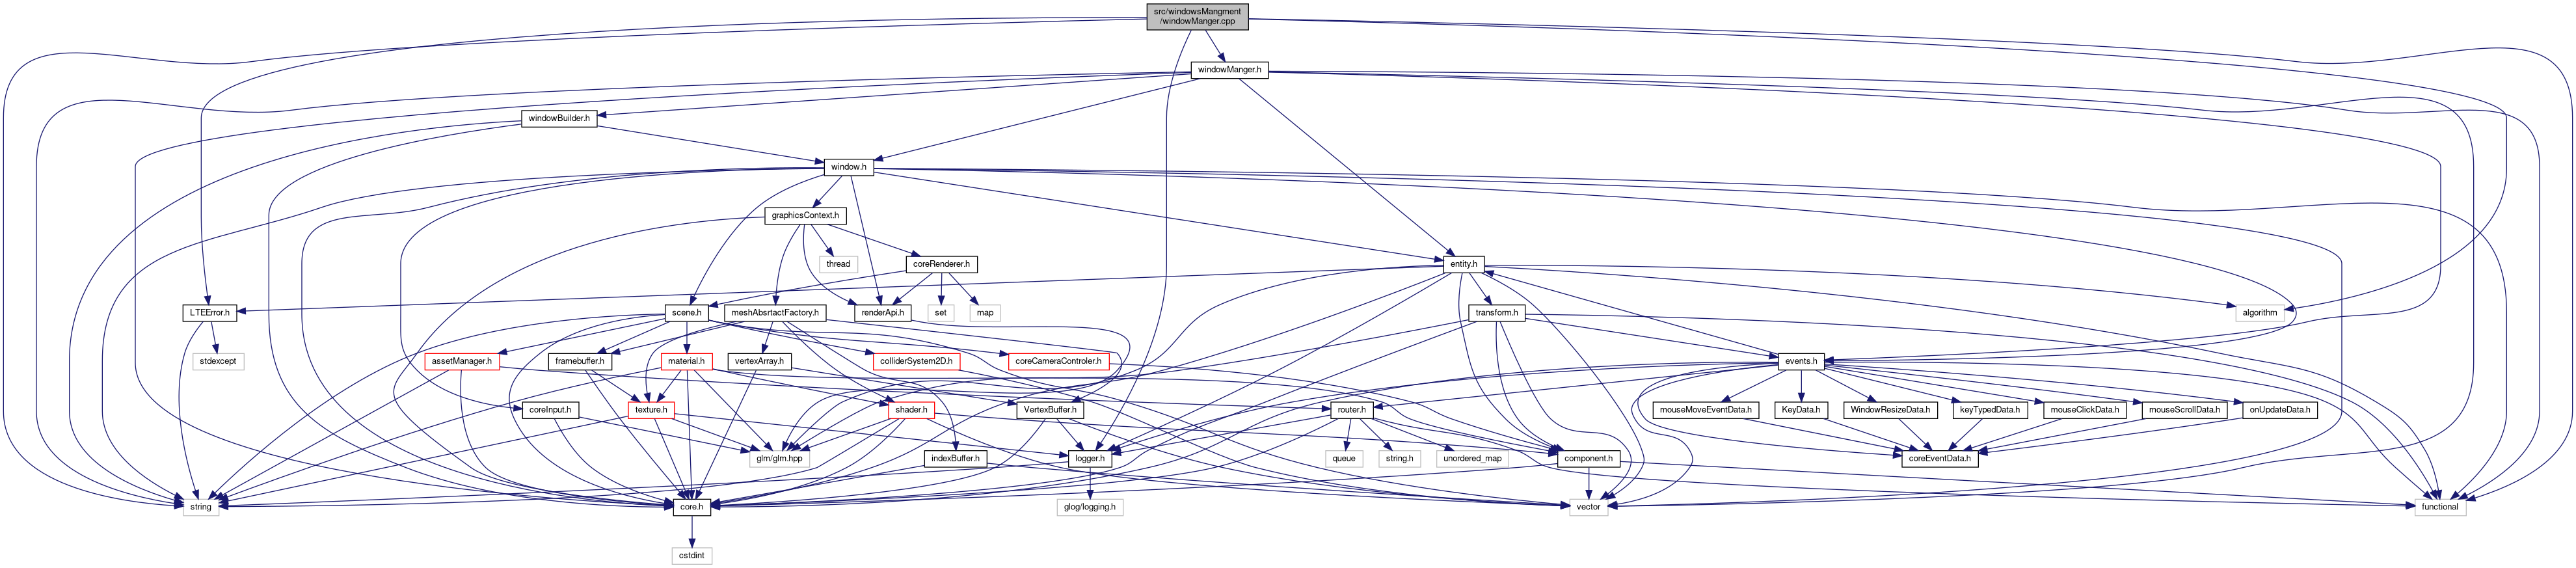 src/windowsMangment
/windowManger.cpp
windowManger.h
windowBuilder.h
window.h
graphicsContext.h
thread
coreRenderer.h
entity.h
LTEError.h
scene.h
meshAbsrtactFactory.h
renderApi.h
set
map
transform.h
algorithm
stdexcept
assetManager.h
framebuffer.h
material.h
vertexArray.h
colliderSystem2D.h
coreCameraControler.h
events.h
coreInput.h
texture.h
shader.h
VertexBuffer.h
router.h
mouseMoveEventData.h
KeyData.h
WindowResizeData.h
keyTypedData.h
mouseClickData.h
mouseScrollData.h
onUpdateData.h
glm/glm.hpp
indexBuffer.h
logger.h
queue
string.h
unordered_map
component.h
coreEventData.h
string
core.h
glog/logging.h
vector
functional
cstdint